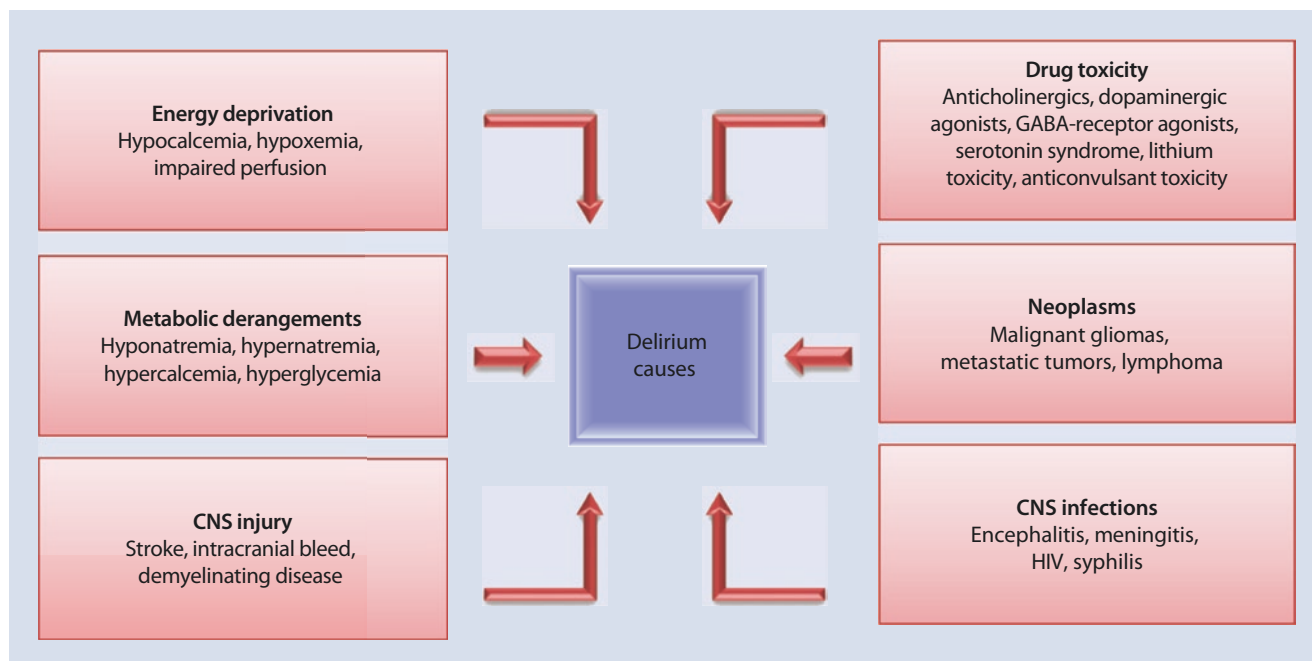 Energy deprivation
Hypocalcemia, hypoxemia,
impaired perfusion
Metabolic derangements
Hyponatremia, hypernatremia,
hypercalcemia, hyperglycemia
CNS injury
Stroke, intracranial bleed,
demyelinating disease
Delirium
causes
Drug toxicity
Anticholinergics, dopaminergic
agonists, GABA-receptor agonists,
serotonin syndrome, lithium
toxicity, anticonvulsant toxicity
Neoplasms
Malignant gliomas,
metastatic tumors, lymphoma
CNS infections
Encephalitis, meningitis,
HIV, syphilis